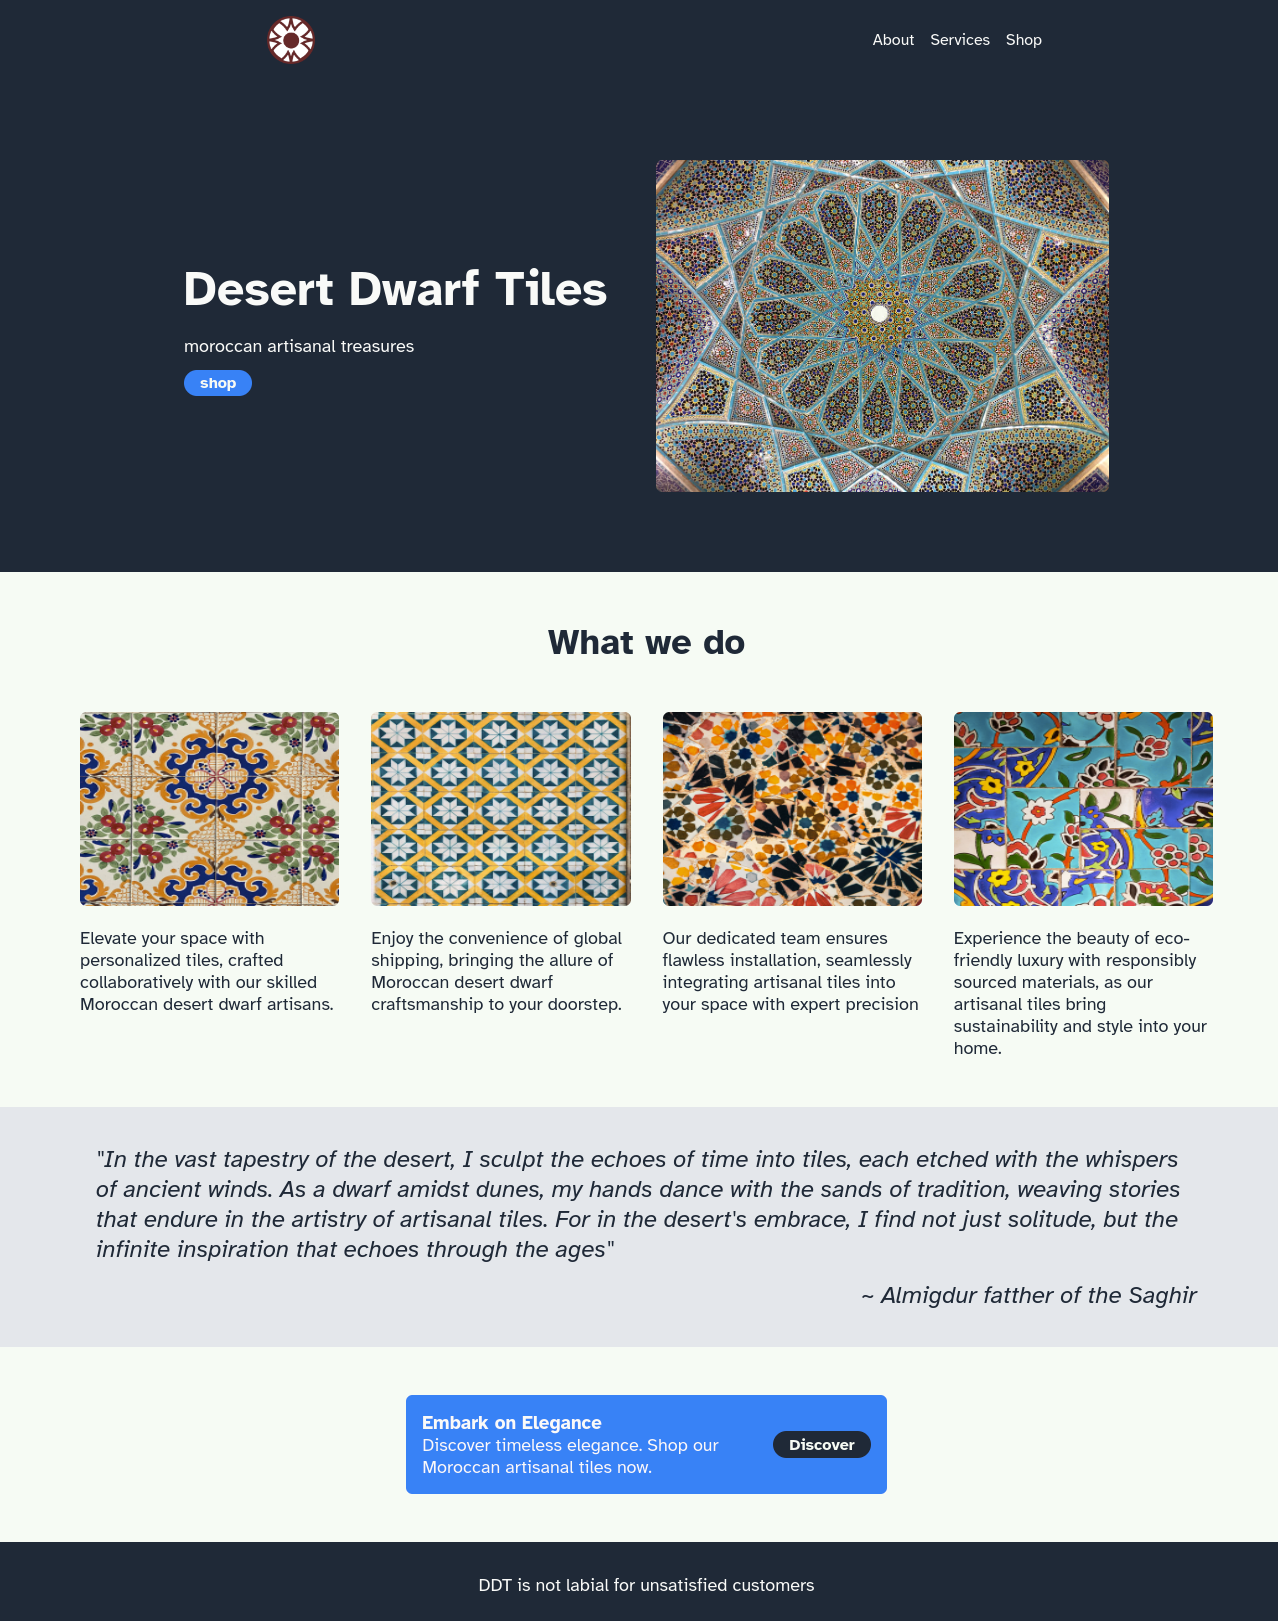 About Services Shop
Desert Dwarf Tiles
moroccan artisanal treasures
shop
What we do
Elevate your space with
personalized tiles, crafted
collaboratively with our skilled
Moroccan desert dwarf artisans.
Enjoy the convenience of global
shipping, bringing the allure of
Moroccan desert dwarf
craftsmanship to your doorstep.
Our dedicated team ensures
flawless installation, seamlessly
integrating artisanal tiles into
your space with expert precision
Experience the beauty of eco-
friendly luxury with responsibly
sourced materials, as our
artisanal tiles bring
sustainability and style into your
home.
"In the vast tapestry of the desert, I sculpt the echoes of time into tiles, each etched with the whispers
of ancient winds. As a dwarf amidst dunes, my hands dance with the sands of tradition, weaving stories
that endure in the artistry of artisanal tiles. For in the desert's embrace, I find not just solitude, but the
infinite inspiration that echoes through the ages"
~ Almigdur fatther of the Saghir
Embark on Elegance
Discover timeless elegance. Shop our
Moroccan artisanal tiles now.
Discover
DDT is not labial for unsatisfied customers